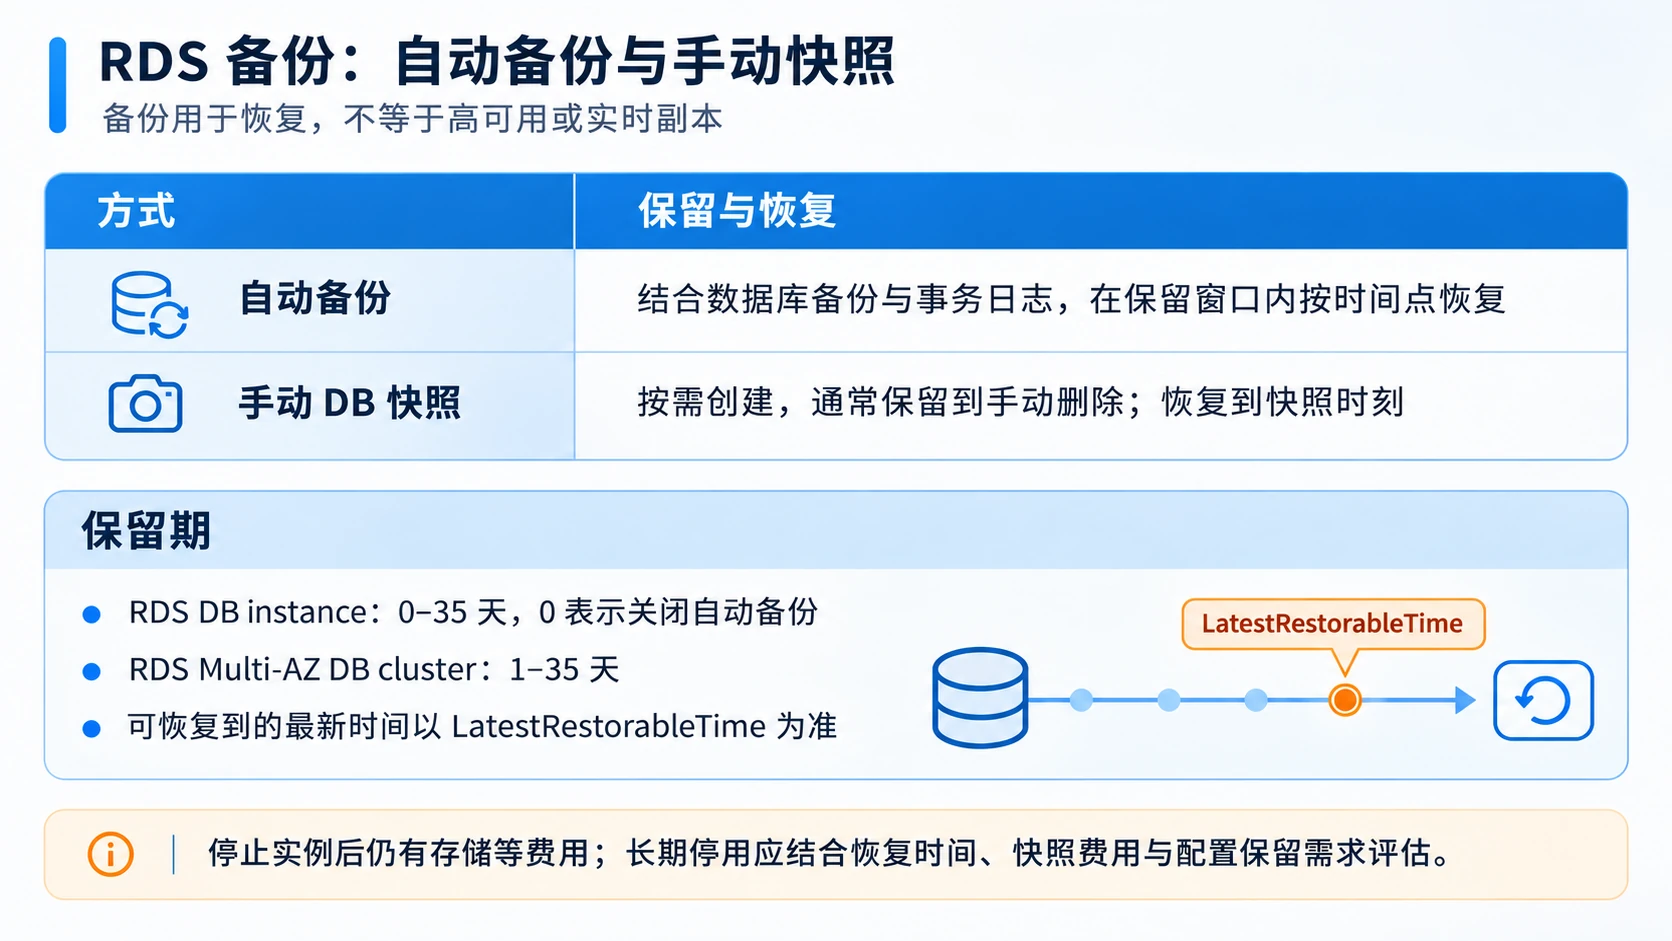 RDS 备份：自动备份与手动快照
备份用于恢复，不等于高可用或实时副本
方式
保留与恢复
自动备份
结合数据库备份与事务日志，在保留窗口内按时间点恢复
手动 DB 快照
按需创建，通常保留到手动删除；恢复到快照时刻
保留期
RDS DB instance：0–35 天，0 表示关闭自动备份
RDS Multi-AZ DB cluster：1–35 天
可恢复到的最新时间以 LatestRestorableTime 为准
LatestRestorableTime
停止实例后仍有存储等费用；长期停用应结合恢复时间、快照费用与配置保留需求评估。